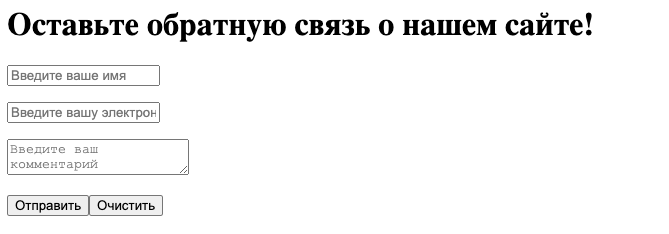 Оставьте обратную связь о нашем сайте!
Введите ваше имя
Введите вашу электрон
Введите ваш
комментарий
Отправить Очистить